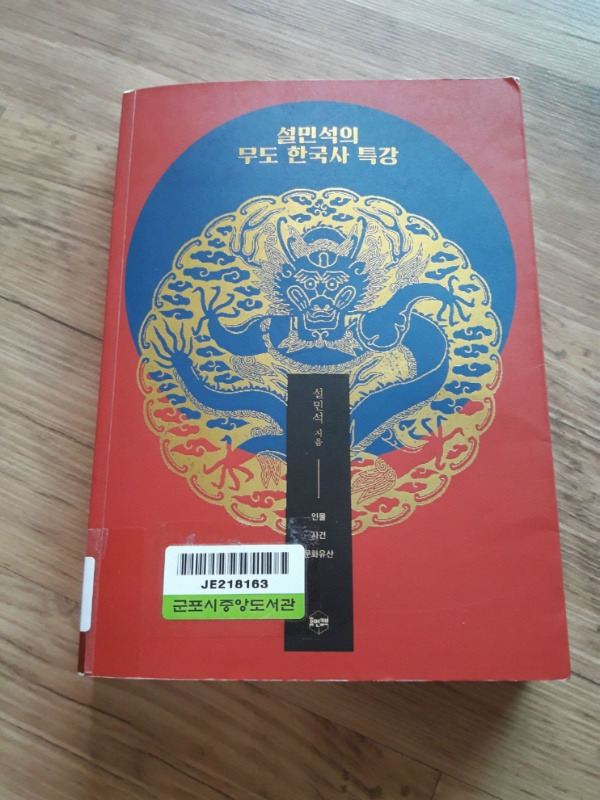 설민석의
무도 한국사 특강
설민석 지음
인물
사건
문화유산
JE218163
군포시중앙도서관